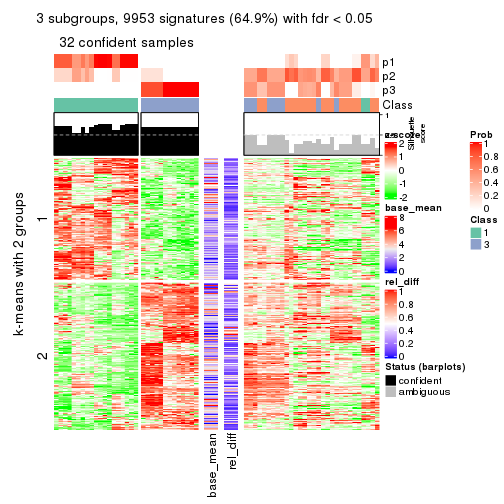 3 subgroups, 9953 signatures (64.9%) with fdr < 0.05
32 confident samples
p1
p2
p3
Class
1
Silhouette
score
k-means with 2 groups
1
2
base_mean
rel_diff
z-score
2
1
0
-1
-2
base_mean
8
6
4
2
0
rel_diff
1
0.8
0.6
0.4
0.2
0
Status (barplots)
confident
ambiguous
Prob
1
0.8
0.6
0.4
0.2
0
Class
1
3